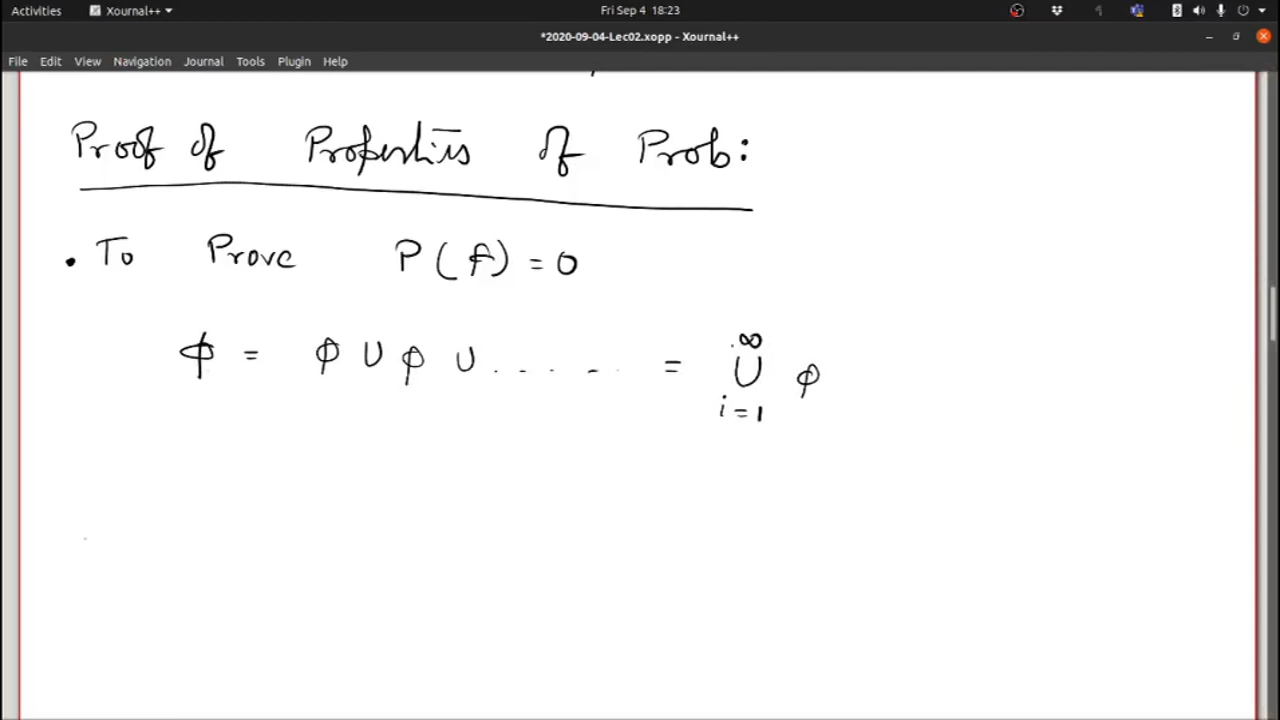 Activities Xournal++ Fri Sep 4 18:23
*2020-09-04-Lec02.xopp - Xournal++
File Edit View Navigation Journal Tools Plugin Help
Proof of Properties of Prob:
• To Prove P(f) = 0
ϕ = ϕ ∪ ϕ ∪ ...... = ∞ ∪ i=1 ϕ